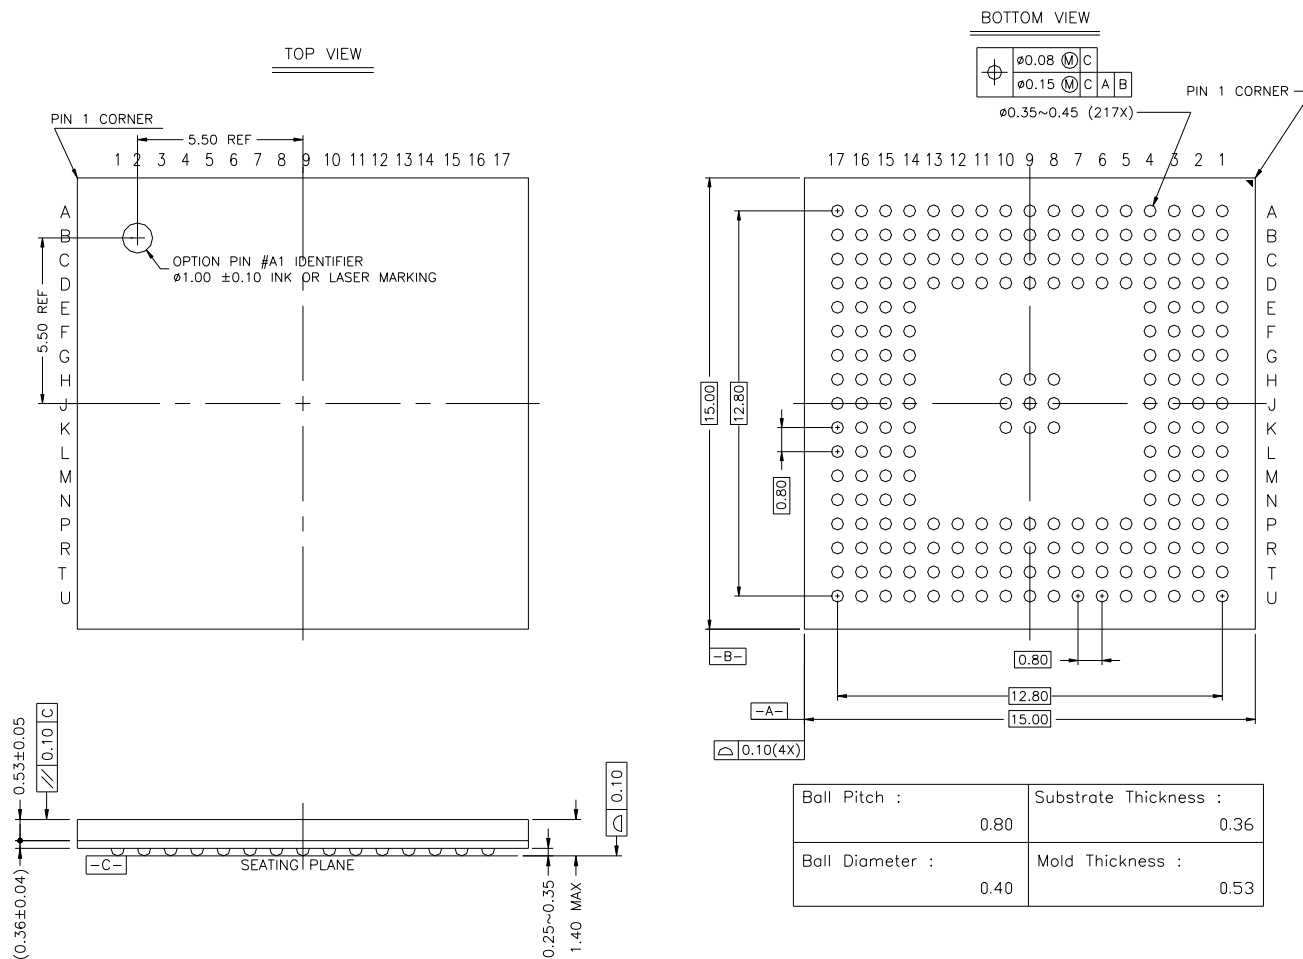 TOP VIEW
PIN 1 CORNER
5.50 REF
1 2 3 4 5 6 7 8 9 10 11 12 13 14 15 16 17
A
B
C
D
E
F
G
H
J
K
L
M
N
P
R
T
U
5.50 REF
OPTION PIN #A1 IDENTIFIER
ø1.00 ±0.10 INK OR LASER MARKING
BOTTOM VIEW
ø0.08 Ⓜ C
ø0.15 Ⓜ C A B
ø0.35~0.45 (217X)
PIN 1 CORNER
17 16 15 14 13 12 11 10 9 8 7 6 5 4 3 2 1
A
B
C
D
E
F
G
H
J
K
L
M
N
P
R
T
U
15.00
12.80
0.80
-B-
0.80
12.80
-A-
15.00
⌓ 0.10(4X)
0.53±0.05
// 0.10 C
(0.36±0.04)
-C-
SEATING PLANE
0.25~0.35
1.40 MAX
⌓ 0.10
Ball Pitch :
0.80
Substrate Thickness :
0.36
Ball Diameter :
0.40
Mold Thickness :
0.53